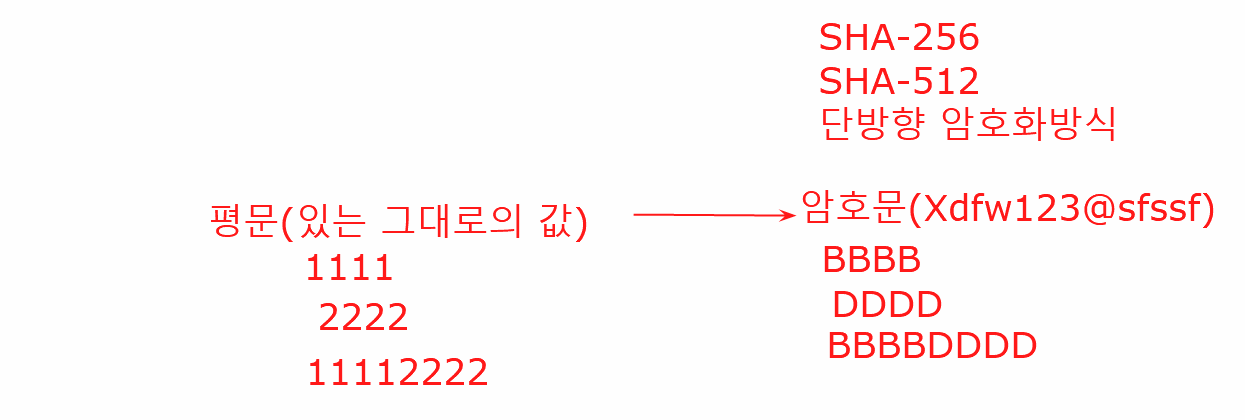 SHA-256
SHA-512
단방향 암호화방식
평문(있는 그대로의 값)
암호문(Xdfw123@sfssf)
1111
BBBB
2222
DDDD
11112222
BBBBDDDD